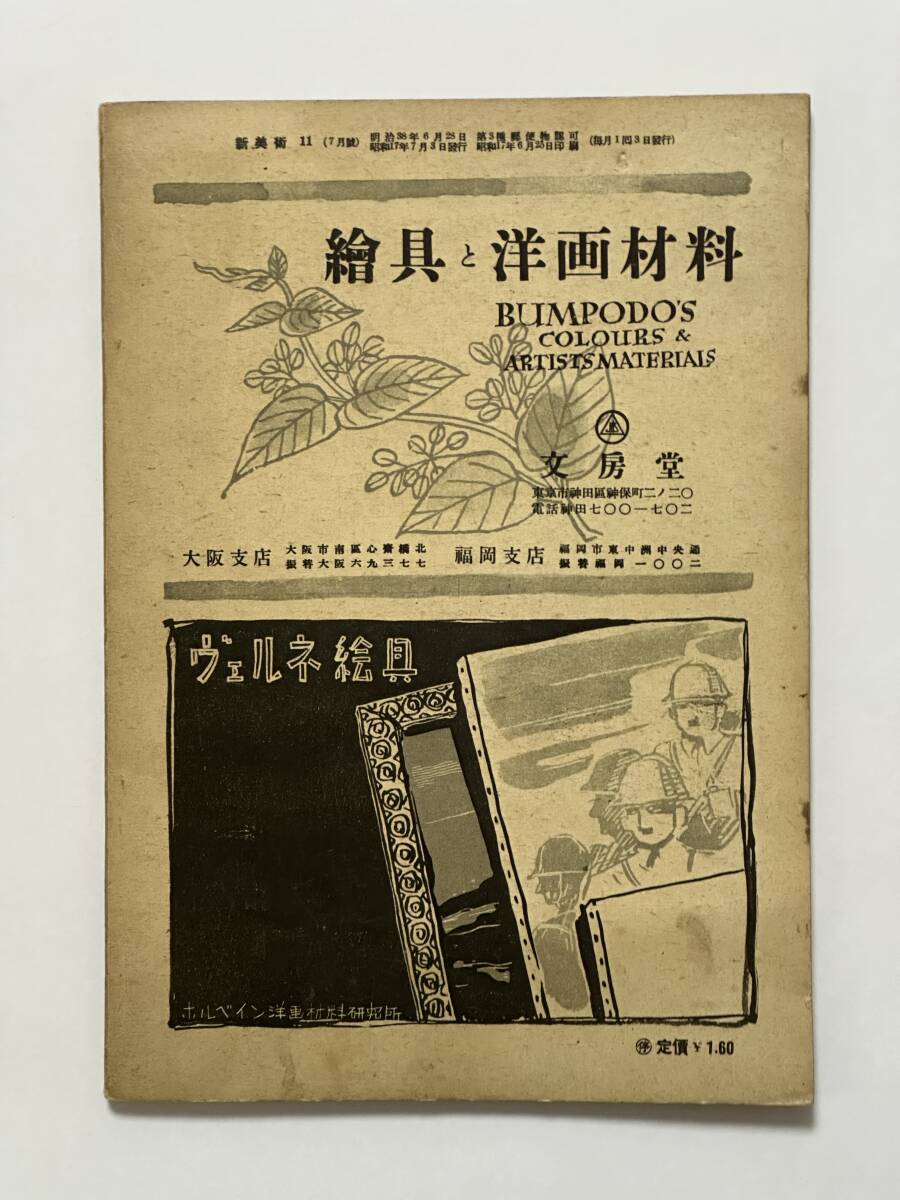 新美術 11 (7月號) 明治38年6月28日 第3種郵便物認可 (毎月1回3日發行)
昭和17年7月3日發行 昭和17年6月25日印刷
繪具と洋画材料
BUMPODO'S
COLOURS &
ARTISTS MATERIALS
文房堂
東京市神田區神保町二ノ二〇
電話神田七〇〇一七〇二
大阪支店 大阪市南區心齋橋北 福岡支店 福岡市東中洲中央通
振替大阪六九三七七 振替福岡一〇〇二
ヴェルネ絵具
ホルベイン洋画材料研究所
停 定價¥1.60